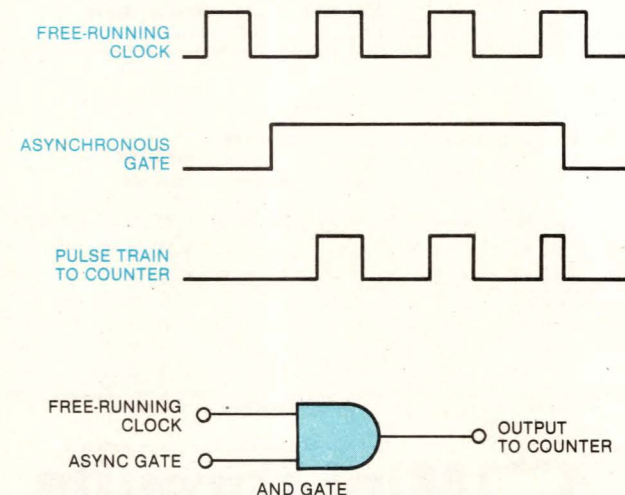 FREE-RUNNING
CLOCK
ASYNCHRONOUS
GATE
PULSE TRAIN
TO COUNTER
FREE-RUNNING
CLOCK
ASYNC GATE
OUTPUT
TO COUNTER
AND GATE